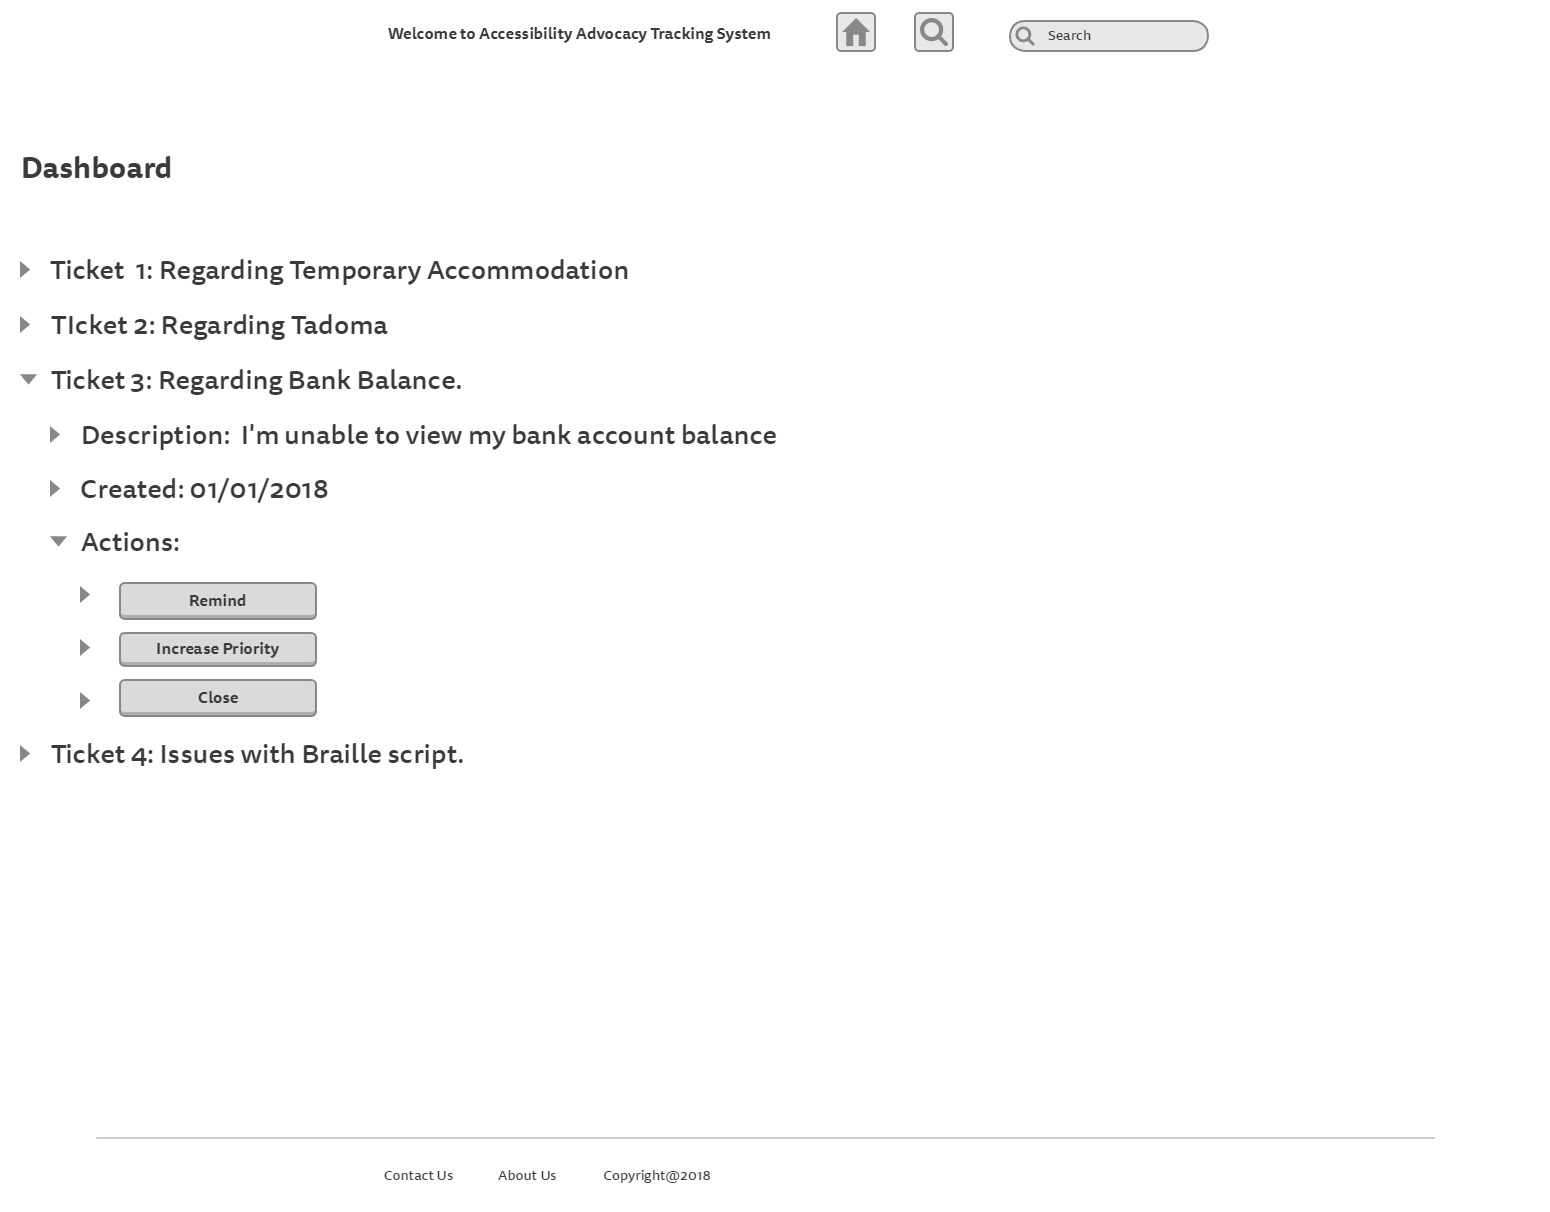 Welcome to Accessibility Advocacy Tracking System
Search
Dashboard
Ticket  1: Regarding Temporary Accommodation
TIcket 2: Regarding Tadoma
Ticket 3: Regarding Bank Balance.
Description:  I'm unable to view my bank account balance
Created: 01/01/2018
Actions:
Remind
Increase Priority
Close
Ticket 4: Issues with Braille script.
Contact Us About Us Copyright@2018